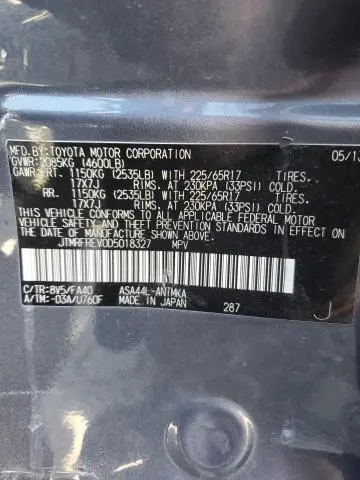 MFD.BY:TOYOTA MOTOR CORPORATION 05/13
GVWR:2085KG (4600LB)
GAWR:FRT. 1150KG (2535LB) WITH 225/65R17 TIRES.
17X7J RIMS. AT 230KPA (33PSI) COLD.
RR. 1150KG (2535LB) WITH 225/65R17 TIRES.
17X7J RIMS. AT 230KPA (33PSI) COLD.
THIS VEHICLE CONFORMS TO ALL APPLICABLE FEDERAL MOTOR
VEHICLE SAFETY AND THEFT PREVENTION STANDARDS IN EFFECT ON
THE DATE OF MANUFACTURE SHOWN ABOVE.
JTMRFREV0D5018327 MPV
C/TR:8V5/FA40 ASA44L-ANTMKA
A/TM:-03A/U760F MADE IN JAPAN 287 J